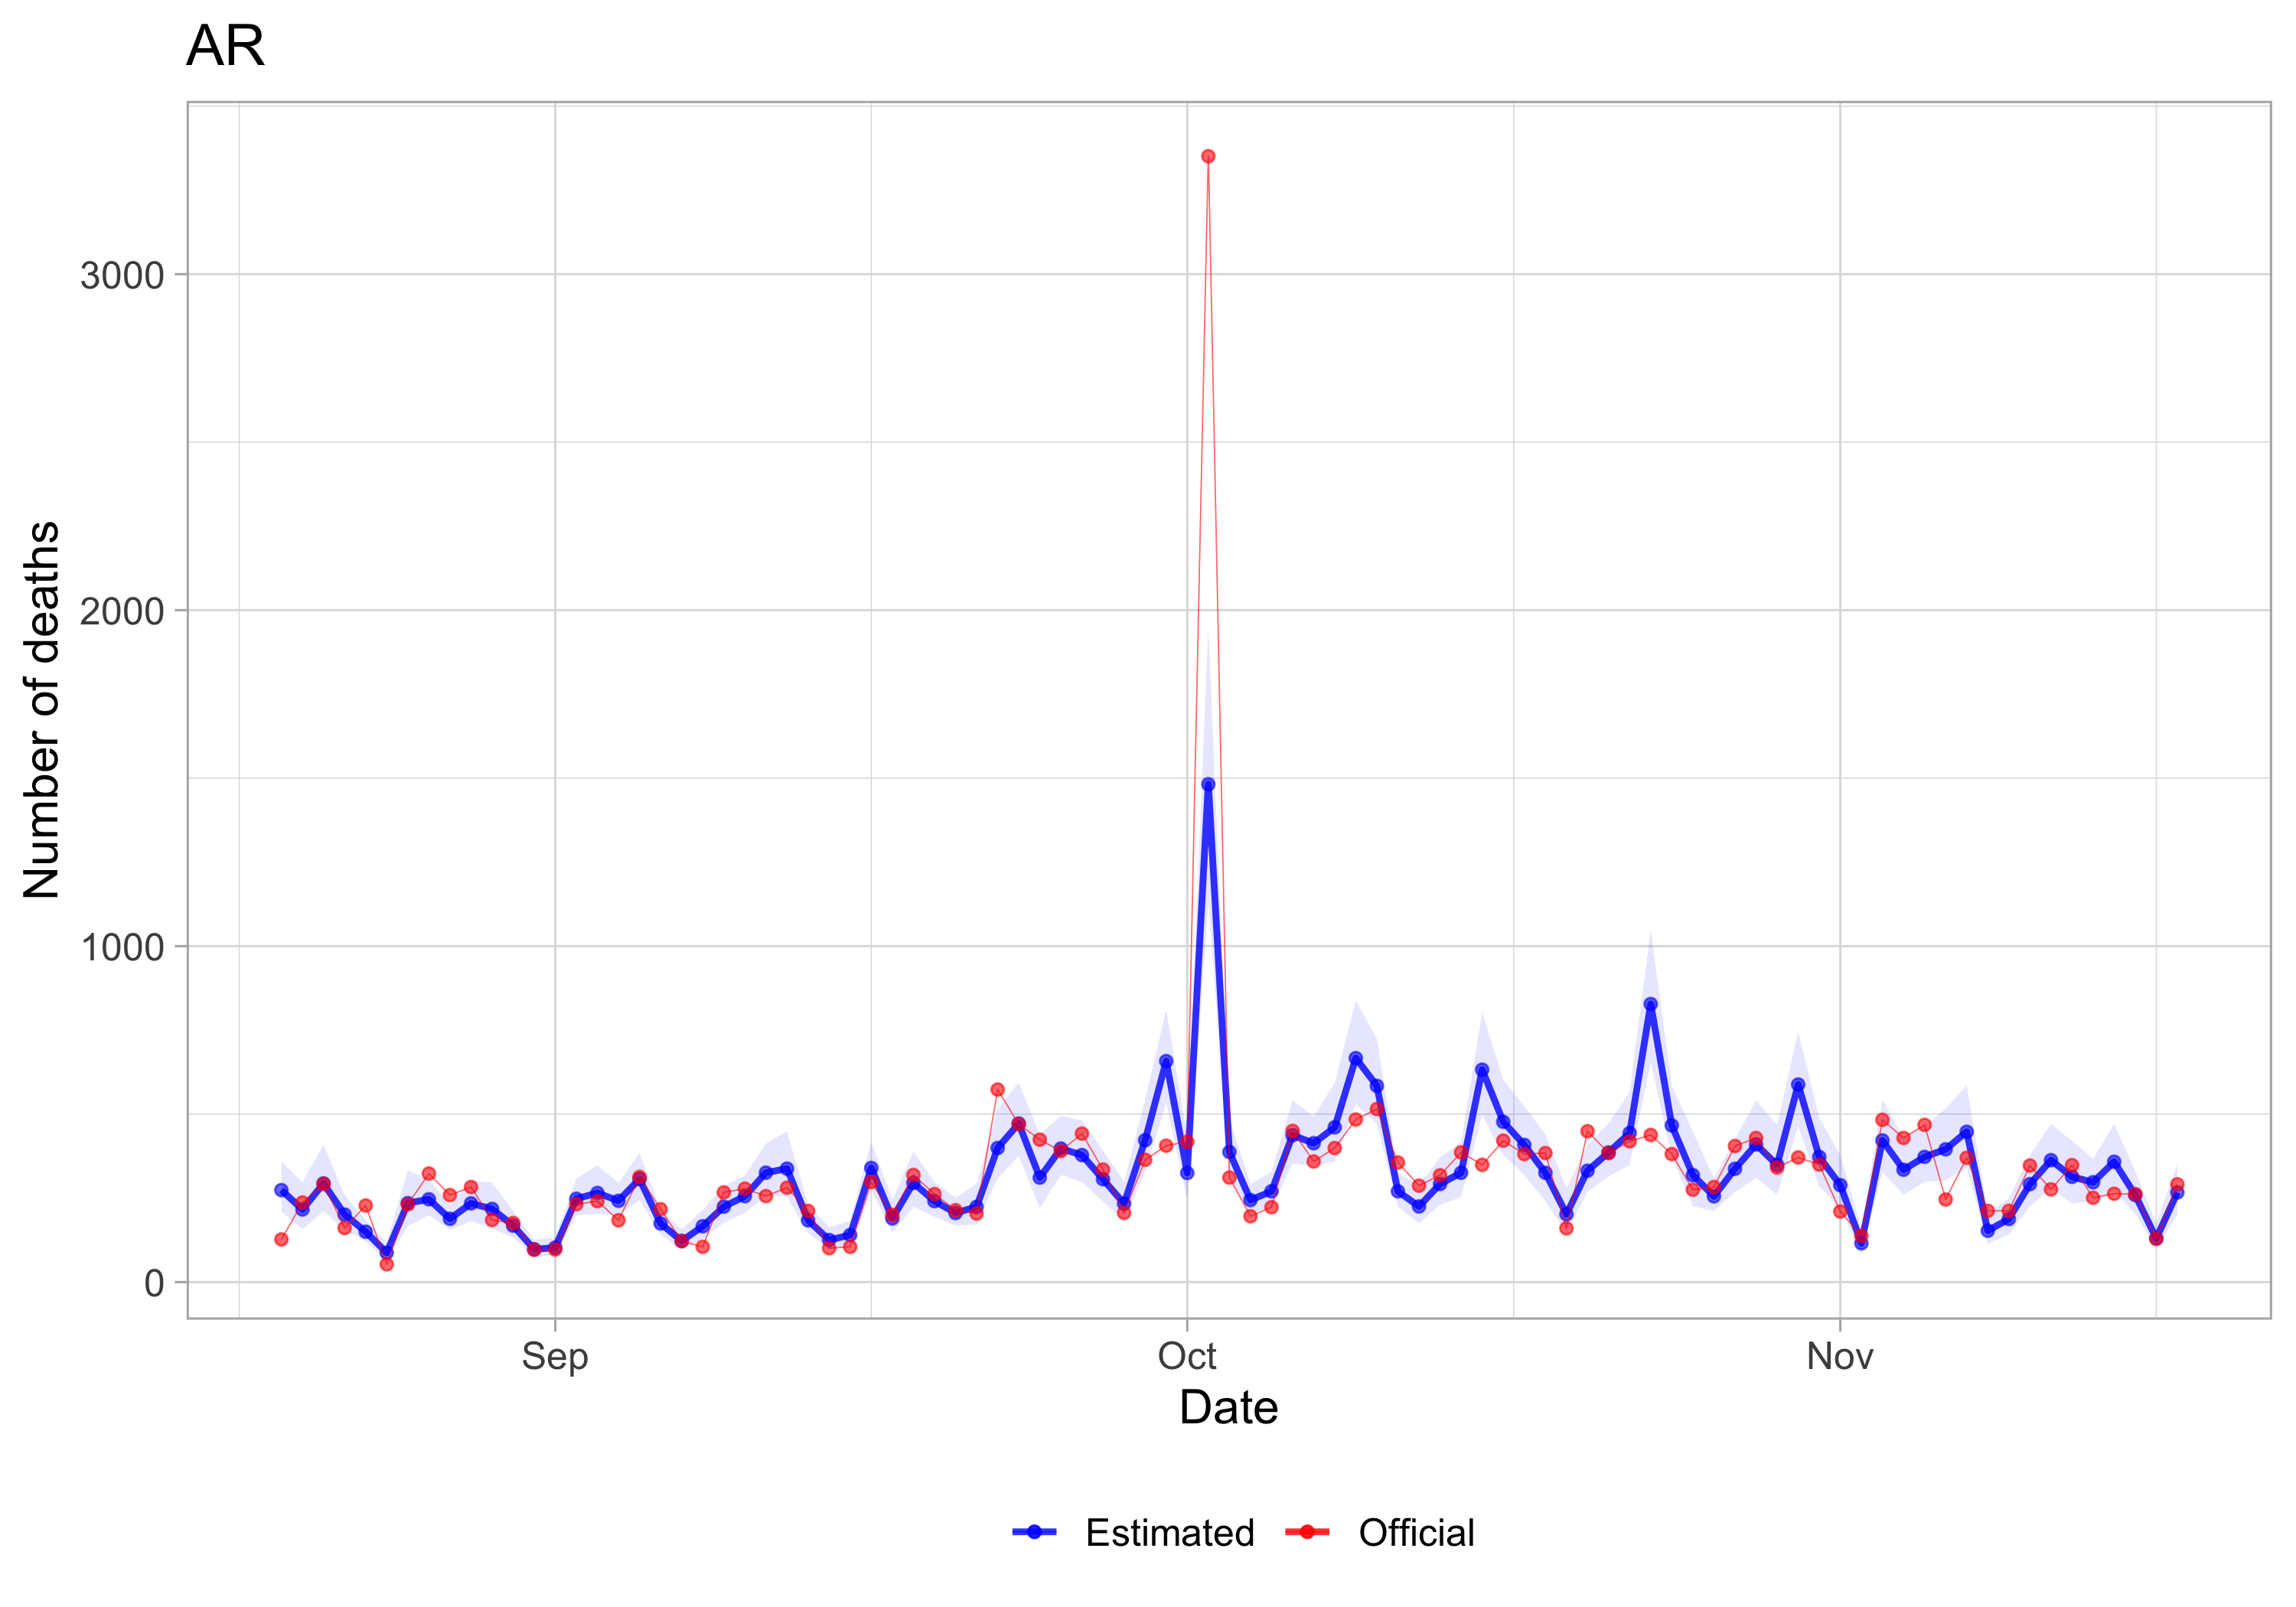 AR
Number of deaths
3000
2000
1000
0
Sep Oct Nov
Date
Estimated Official